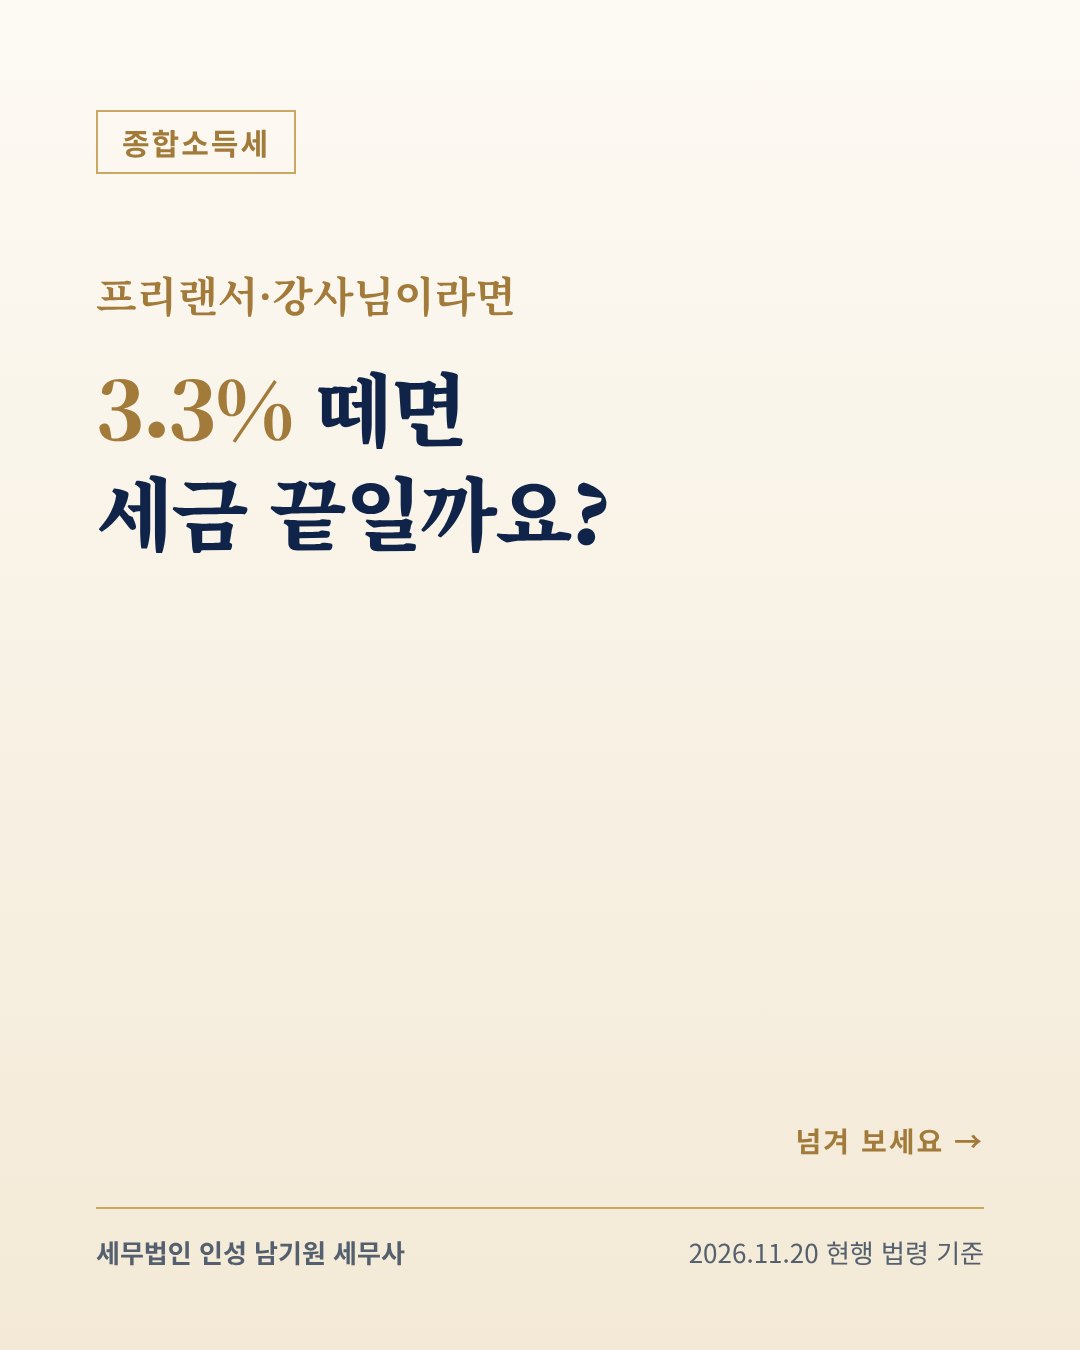 종합소득세
프리랜서·강사님이라면
3.3% 떼면
세금 끝일까요?
넘겨 보세요 →
세무법인 인성 남기원 세무사
2026.11.20 현행 법령 기준